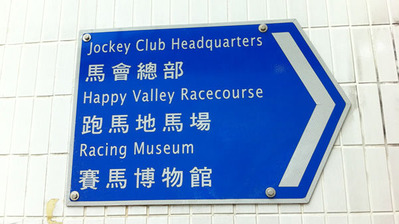 Jockey Club Headquarters
馬會總部
Happy Valley Racecourse
跑馬地馬場
Racing Museum
賽馬博物館